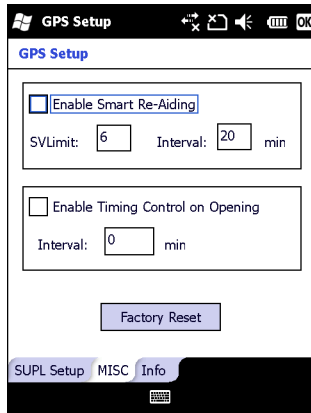 GPS Setup
OK
GPS Setup
Enable Smart Re-Aiding
SVLimit: 6 Interval: 20 min
Enable Timing Control on Opening
Interval: 0 min
Factory Reset
SUPL Setup MISC Info